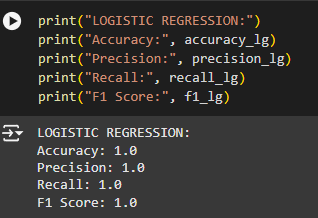 print("LOGISTIC REGRESSION:")
print("Accuracy:", accuracy_lg)
print("Precision:", precision_lg)
print("Recall:", recall_lg)
print("F1 Score:", f1_lg)
LOGISTIC REGRESSION:
Accuracy: 1.0
Precision: 1.0
Recall: 1.0
F1 Score: 1.0